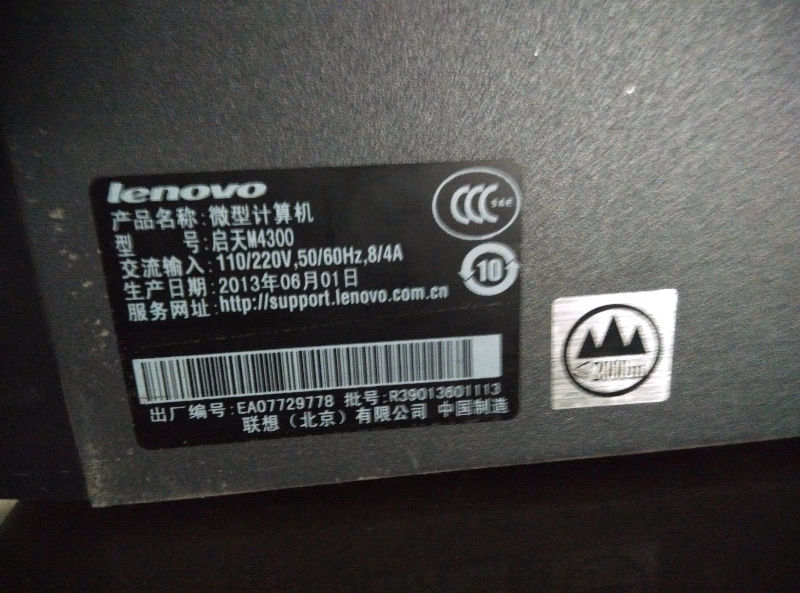 lenovo
产品名称:微型计算机
型 号:启天M4300
交流输入:110/220V,50/60Hz,8/4A
生产日期:2013年06月01日
服务网址:http://support.lenovo.com.cn
CCC S&E
10
≤2000m
出厂编号:EA07729778 批号:R39013601113
联想(北京)有限公司 中国制造